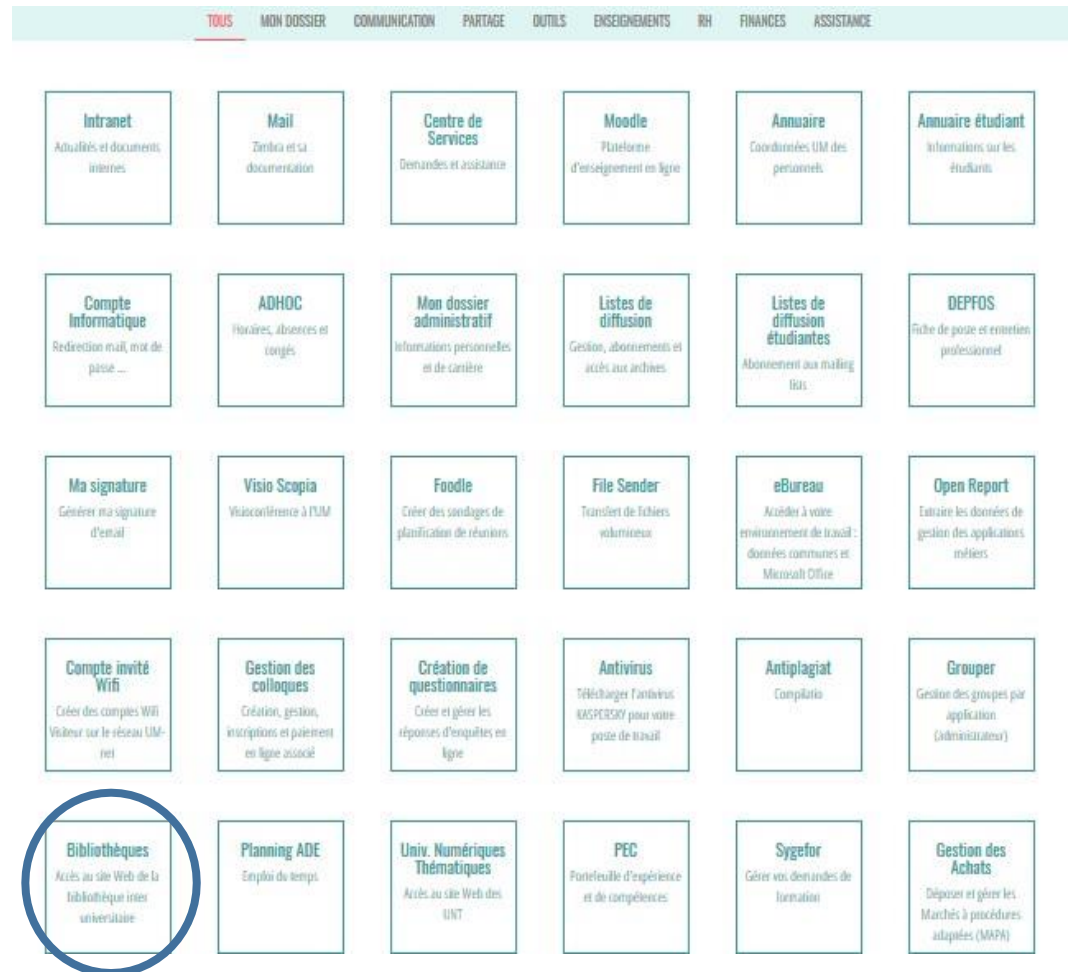 TOUS MON DOSSIER COMMUNICATION PARTAGE OUTILS ENSEIGNEMENTS RH FINANCES ASSISTANCE
Intranet
Actualités et documents
internes
Mail
Zimbra et sa
documentation
Centre de
Services
Demandes et assistance
Moodle
Plateforme
d'enseignement en ligne
Annuaire
Coordonnées UM des
personnels
Annuaire étudiant
Informations sur les
étudiants
Compte
Informatique
Redirection mail, mot de
passe ...
ADHOC
Horaires, absences et
congés
Mon dossier
administratif
Informations personnelles
et de carrière
Listes de
diffusion
Gestion, abonnements et
accès aux archives
Listes de
diffusion
étudiantes
Abonnement aux mailing
lists
DEPFOS
Fiche de poste et entretien
professionnel
Ma signature
Générer ma signature
d'email
Visio Scopia
Visioconférence à l'UM
Foodle
Créer des sondages de
planification de réunions
File Sender
Transfert de fichiers
volumineux
eBureau
Accéder à votre
environnement de travail :
données communes et
Microsoft Office
Open Report
Extraire les données de
gestion des applications
métiers
Compte invité
Wifi
Créer des comptes Wifi
Visiteur sur le réseau UM-
net
Gestion des
colloques
Création, gestion,
inscriptions et paiement
en ligne associé
Création de
questionnaires
Créer et gérer les
réponses d'enquêtes en
ligne
Antivirus
Télécharger l'antivirus
KASPERSKY pour votre
poste de travail
Antiplagiat
Compilatio
Grouper
Gestion des groupes par
application
(administrateur)
Bibliothèques
Accès au site Web de la
bibliothèque inter
universitaire
Planning ADE
Emploi du temps
Univ. Numériques
Thématiques
Accès au site Web des
UNT
PEC
Portefeuille d'expérience
et de compétences
Sygefor
Gérer vos demandes de
formation
Gestion des
Achats
Déposer et gérer les
Marchés à procédures
adaptées (MAPA)